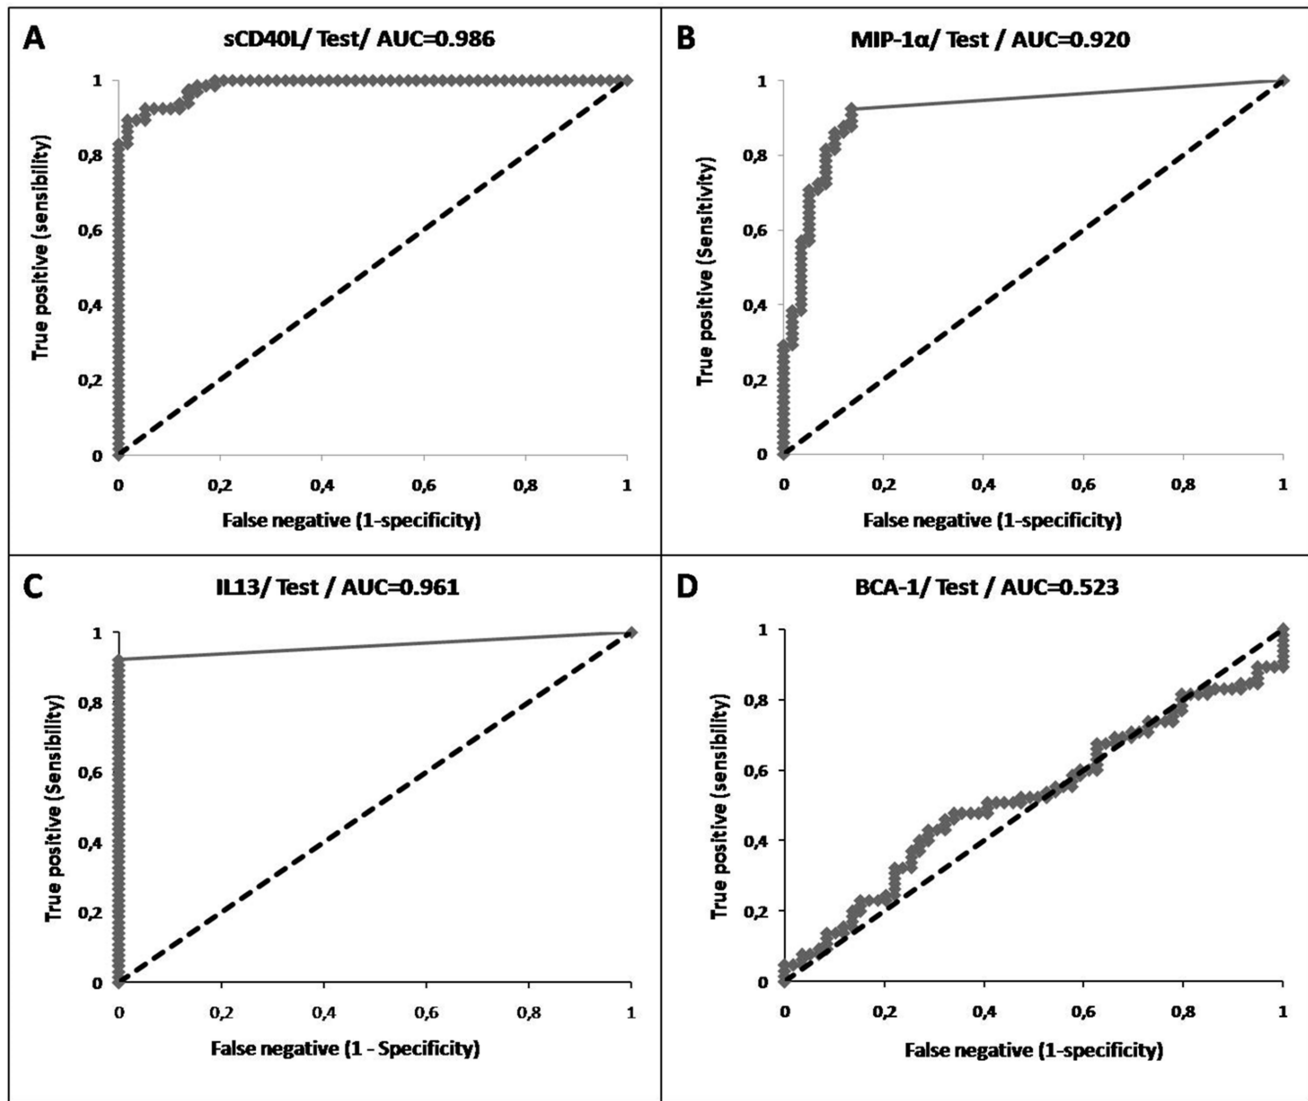 A
sCD40L/ Test/ AUC=0.986
True positive (sensibility)
1
0,8
0,6
0,4
0,2
0
0 0,2 0,4 0,6 0,8 1
False negative (1-specificity)
B
MIP-1α/ Test / AUC=0.920
True positive (Sensitivity)
1
0,8
0,6
0,4
0,2
0
0 0,2 0,4 0,6 0,8 1
False negative (1-specificity)
C
IL13/ Test / AUC=0.961
True positive (Sensibility)
1
0,8
0,6
0,4
0,2
0
0 0,2 0,4 0,6 0,8 1
False negative (1 - Specificity)
D
BCA-1/ Test / AUC=0.523
True positive (sensibility)
1
0,8
0,6
0,4
0,2
0
0 0,2 0,4 0,6 0,8 1
False negative (1-specificity)